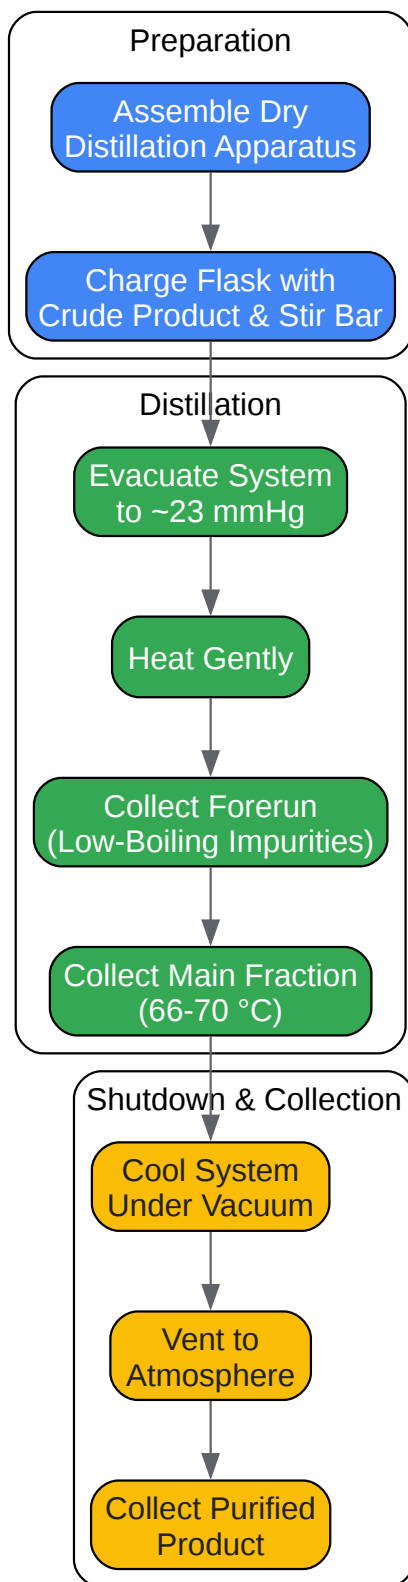 Preparation
Assemble Dry
Distillation Apparatus
Charge Flask with
Crude Product & Stir Bar
Distillation
Evacuate System
to ~23 mmHg
Heat Gently
Collect Forerun
(Low-Boiling Impurities)
Collect Main Fraction
(66-70 °C)
Shutdown & Collection
Cool System
Under Vacuum
Vent to
Atmosphere
Collect Purified
Product